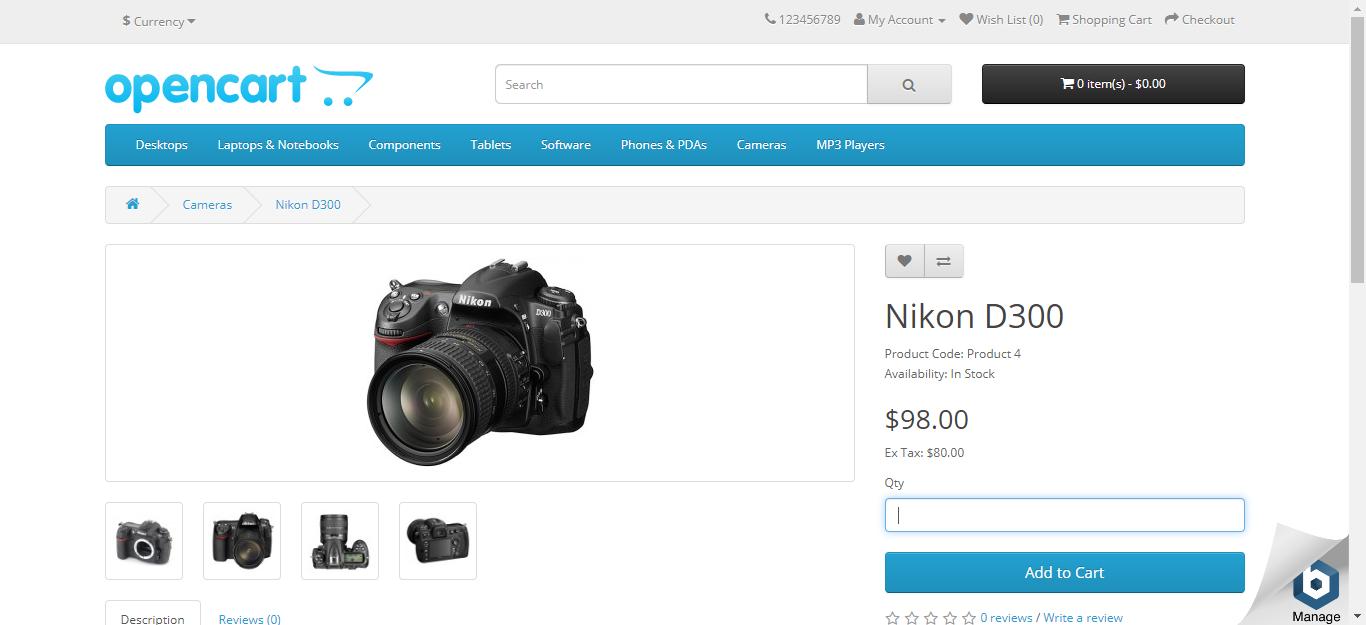 $ Currency
123456789 My Account Wish List (0) Shopping Cart Checkout
opencart
Search
0 item(s) - $0.00
Desktops Laptops & Notebooks Components Tablets Software Phones & PDAs Cameras MP3 Players
Cameras Nikon D300
Nikon
D300
Nikon D300
Product Code: Product 4
Availability: In Stock
$98.00
Ex Tax: $80.00
Qty
Add to Cart
0 reviews / Write a review
Description Reviews (0)
Manage